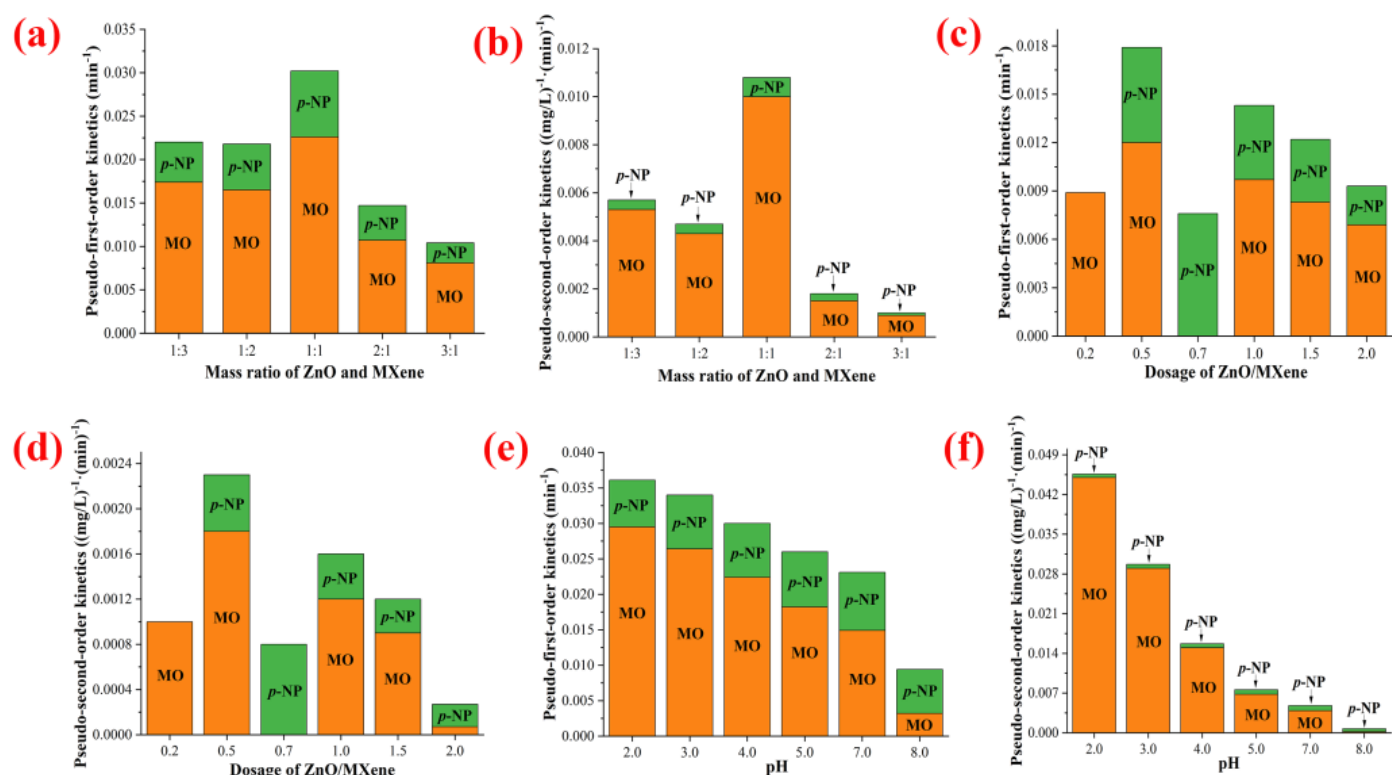 (a)
Pseudo-first-order kinetics (min⁻¹)
0.035
0.030
0.025
0.020
0.015
0.010
0.005
0.000
p-NP
MO
p-NP
MO
p-NP
MO
p-NP
MO
p-NP
MO
1:3 1:2 1:1 2:1 3:1
Mass ratio of ZnO and MXene
(b)
Pseudo-second-order kinetics ((mg/L)⁻¹·(min)⁻¹
0.012
0.010
0.008
0.006
0.004
0.002
0.000
p-NP
MO
p-NP
MO
p-NP
MO
p-NP
MO
p-NP
MO
1:3 1:2 1:1 2:1 3:1
Mass ratio of ZnO and MXene
(c)
Pseudo-first-order kinetics (min⁻¹)
0.018
0.015
0.012
0.009
0.006
0.003
0.000
MO
p-NP
MO
p-NP
p-NP
MO
p-NP
MO
p-NP
MO
0.2 0.5 0.7 1.0 1.5 2.0
Dosage of ZnO/MXene
(d)
Pseudo-second-order kinetics ((mg/L)⁻¹·(min)⁻¹
0.0024
0.0020
0.0016
0.0012
0.0008
0.0004
0.0000
MO
p-NP
MO
p-NP
p-NP
MO
p-NP
MO
p-NP
0.2 0.5 0.7 1.0 1.5 2.0
Dosage of ZnO/MXene
(e)
Pseudo-first-order kinetics (min⁻¹)
0.040
0.035
0.030
0.025
0.020
0.015
0.010
0.005
0.000
p-NP
MO
p-NP
MO
p-NP
MO
p-NP
MO
p-NP
MO
p-NP
MO
2.0 3.0 4.0 5.0 7.0 8.0
pH
(f)
Pseudo-second-order kinetics ((mg/L)⁻¹·(min)⁻¹
0.049
0.042
0.035
0.028
0.021
0.014
0.007
0.000
p-NP
MO
p-NP
MO
p-NP
MO
p-NP
MO
p-NP
MO
p-NP
2.0 3.0 4.0 5.0 7.0 8.0
pH